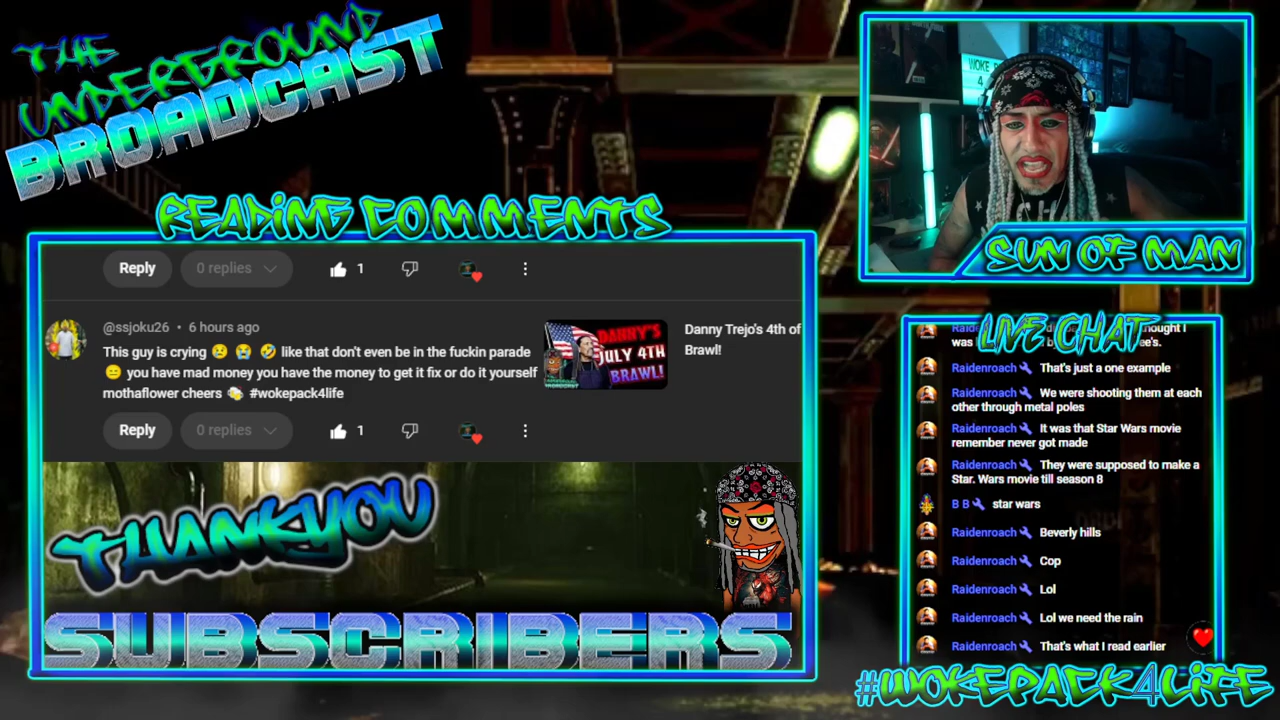 THE
UNDERGROUND
BROADCAST
READING COMMENTS
Reply
0 replies
1
@ssjoku26 • 6 hours ago
This guy is crying 😢 😭 🤣 like that don't even be in the fuckin parade
😑 you have mad money you have the money to get it fix or do it yourself
mothaflower cheers 🍻 #wokepack4life
DANNY'S
JULY 4TH
BRAWL!
Danny Trejo's 4th of
Brawl!
Reply
0 replies
1
THANKYOU
SUBSCRIBERS
SUN OF MAN
LIVE CHAT
Raidenroach That's just a one example
Raidenroach We were shooting them at each
other through metal poles
Raidenroach It was that Star Wars movie
remember never got made
Raidenroach They were supposed to make a
Star. Wars movie till season 8
B B star wars
Raidenroach Beverly hills
Raidenroach Cop
Raidenroach Lol
Raidenroach Lol we need the rain
Raidenroach That's what I read earlier
#WOKEPACK4LIFE